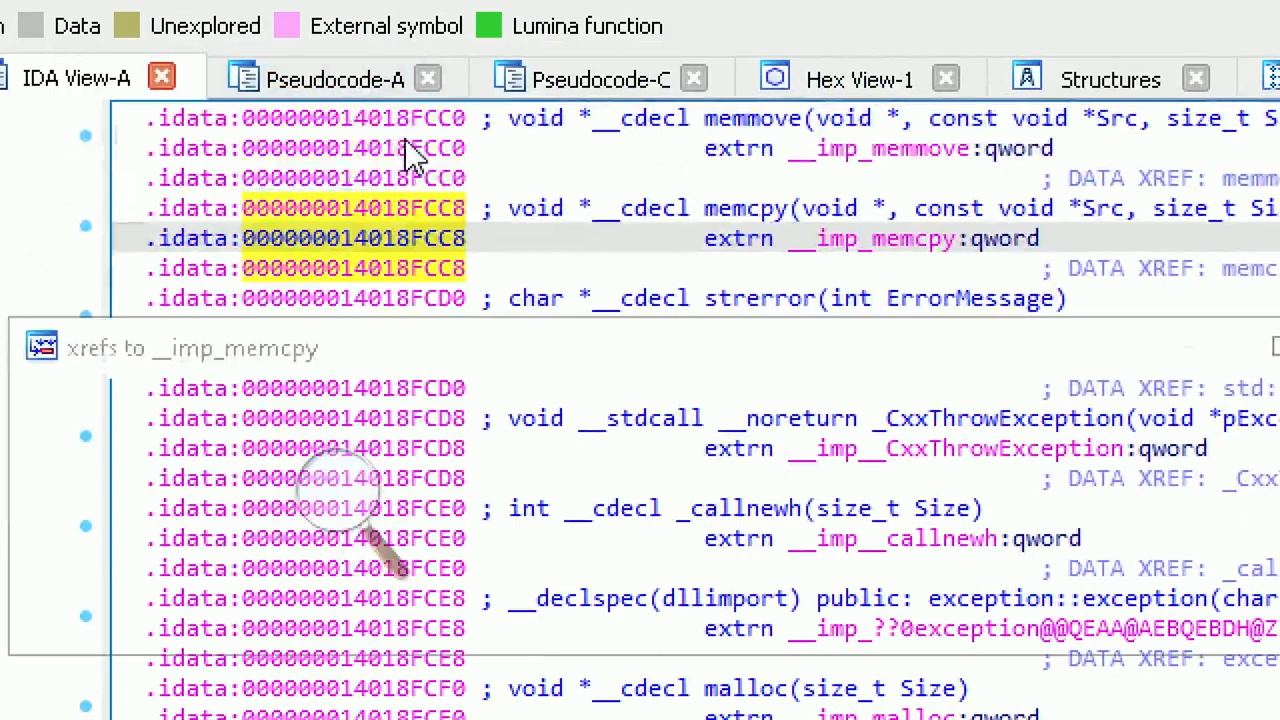 Data Unexplored External symbol Lumina function
IDA View-A Pseudocode-A Pseudocode-C Hex View-1 Structures
.idata:000000014018FCC0 ; void *__cdecl memmove(void *, const void *Src, size_t S
.idata:000000014018FCC0 extrn __imp_memmove:qword
.idata:000000014018FCC0 ; DATA XREF: memm
.idata:000000014018FCC8 ; void *__cdecl memcpy(void *, const void *Src, size_t Si
.idata:000000014018FCC8 extrn __imp_memcpy:qword
.idata:000000014018FCC8 ; DATA XREF: memc
.idata:000000014018FCD0 ; char *__cdecl strerror(int ErrorMessage)
xrefs to __imp_memcpy
.idata:000000014018FCD0 ; DATA XREF: std:
.idata:000000014018FCD8 ; void __stdcall __noreturn _CxxThrowException(void *pExc
.idata:000000014018FCD8 extrn __imp__CxxThrowException:qword
.idata:000000014018FCD8 ; DATA XREF: _Cxx
.idata:000000014018FCE0 ; int __cdecl _callnewh(size_t Size)
.idata:000000014018FCE0 extrn __imp__callnewh:qword
.idata:000000014018FCE0 ; DATA XREF: _cal
.idata:000000014018FCE8 ; __declspec(dllimport) public: exception::exception(char
.idata:000000014018FCE8 extrn __imp_??0exception@@QEAA@AEBQEBDH@Z
.idata:000000014018FCE8 ; DATA XREF: exce
.idata:000000014018FCF0 ; void *__cdecl malloc(size_t Size)
.idata:000000014018FCF0 extrn __imp_malloc:qword